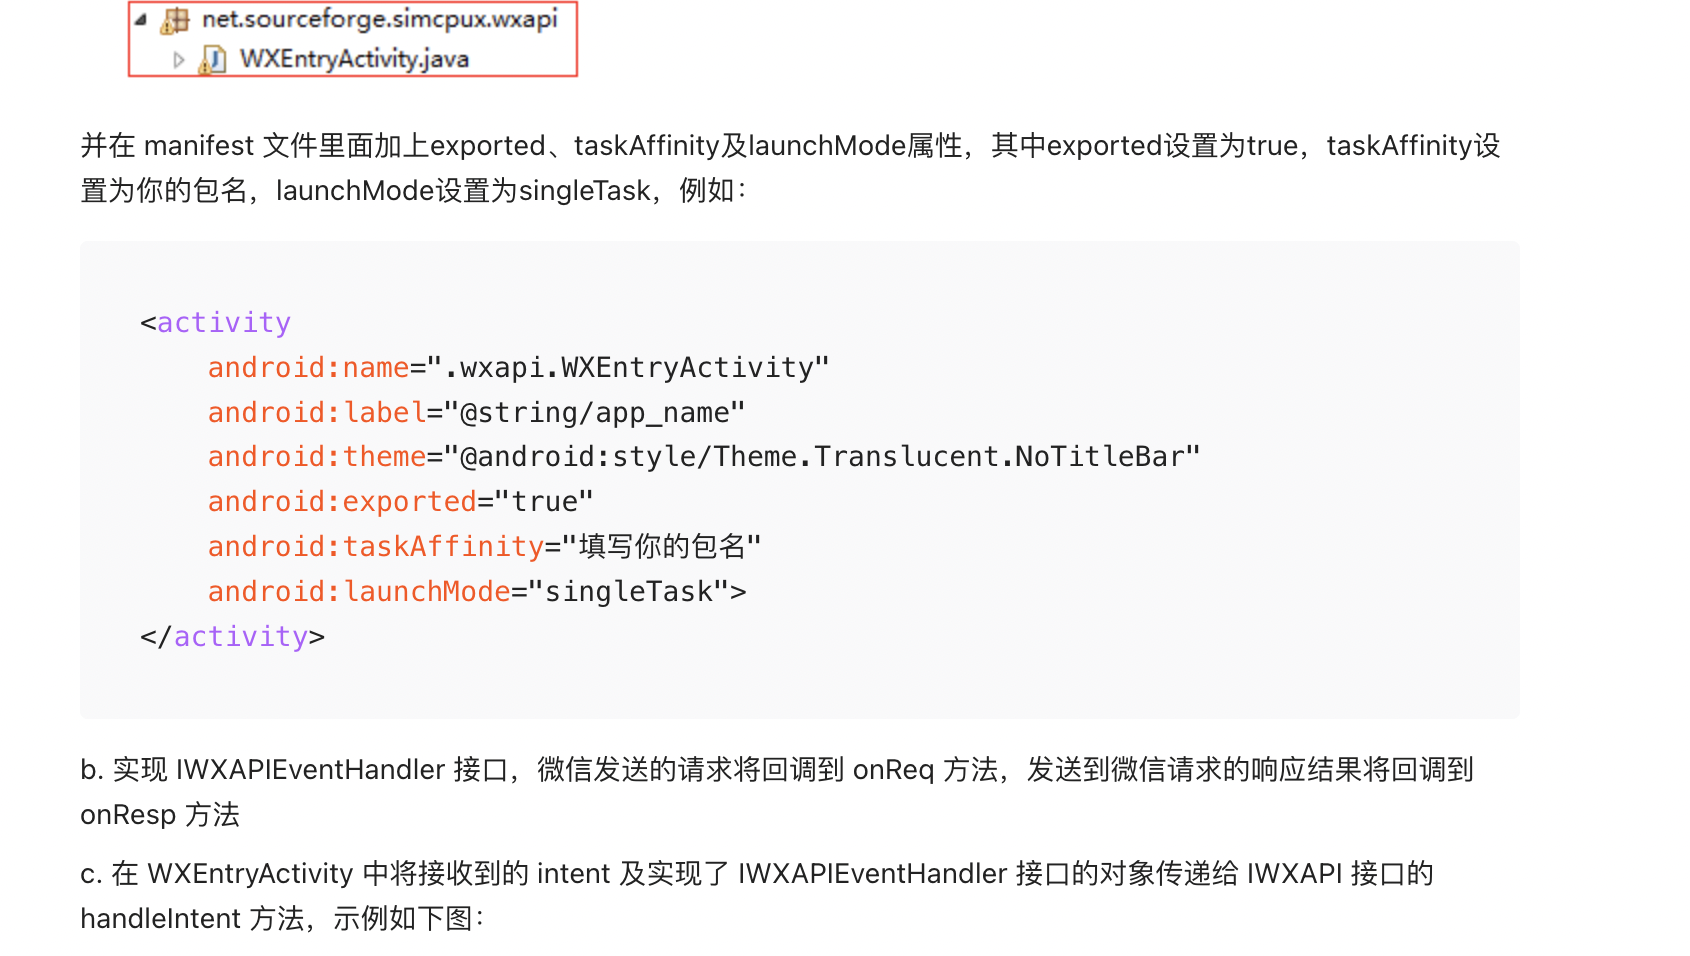 net.sourceforge.simcpux.wxapi
WXEntryActivity.java
并在 manifest 文件里面加上exported、taskAffinity及launchMode属性，其中exported设置为true，taskAffinity设
置为你的包名，launchMode设置为singleTask，例如：
<activity
    android:name=".wxapi.WXEntryActivity"
    android:label="@string/app_name"
    android:theme="@android:style/Theme.Translucent.NoTitleBar"
    android:exported="true"
    android:taskAffinity="填写你的包名"
    android:launchMode="singleTask">
</activity>
b. 实现 IWXAPIEventHandler 接口，微信发送的请求将回调到 onReq 方法，发送到微信请求的响应结果将回调到
onResp 方法
c. 在 WXEntryActivity 中将接收到的 intent 及实现了 IWXAPIEventHandler 接口的对象传递给 IWXAPI 接口的
handleIntent 方法，示例如下图：